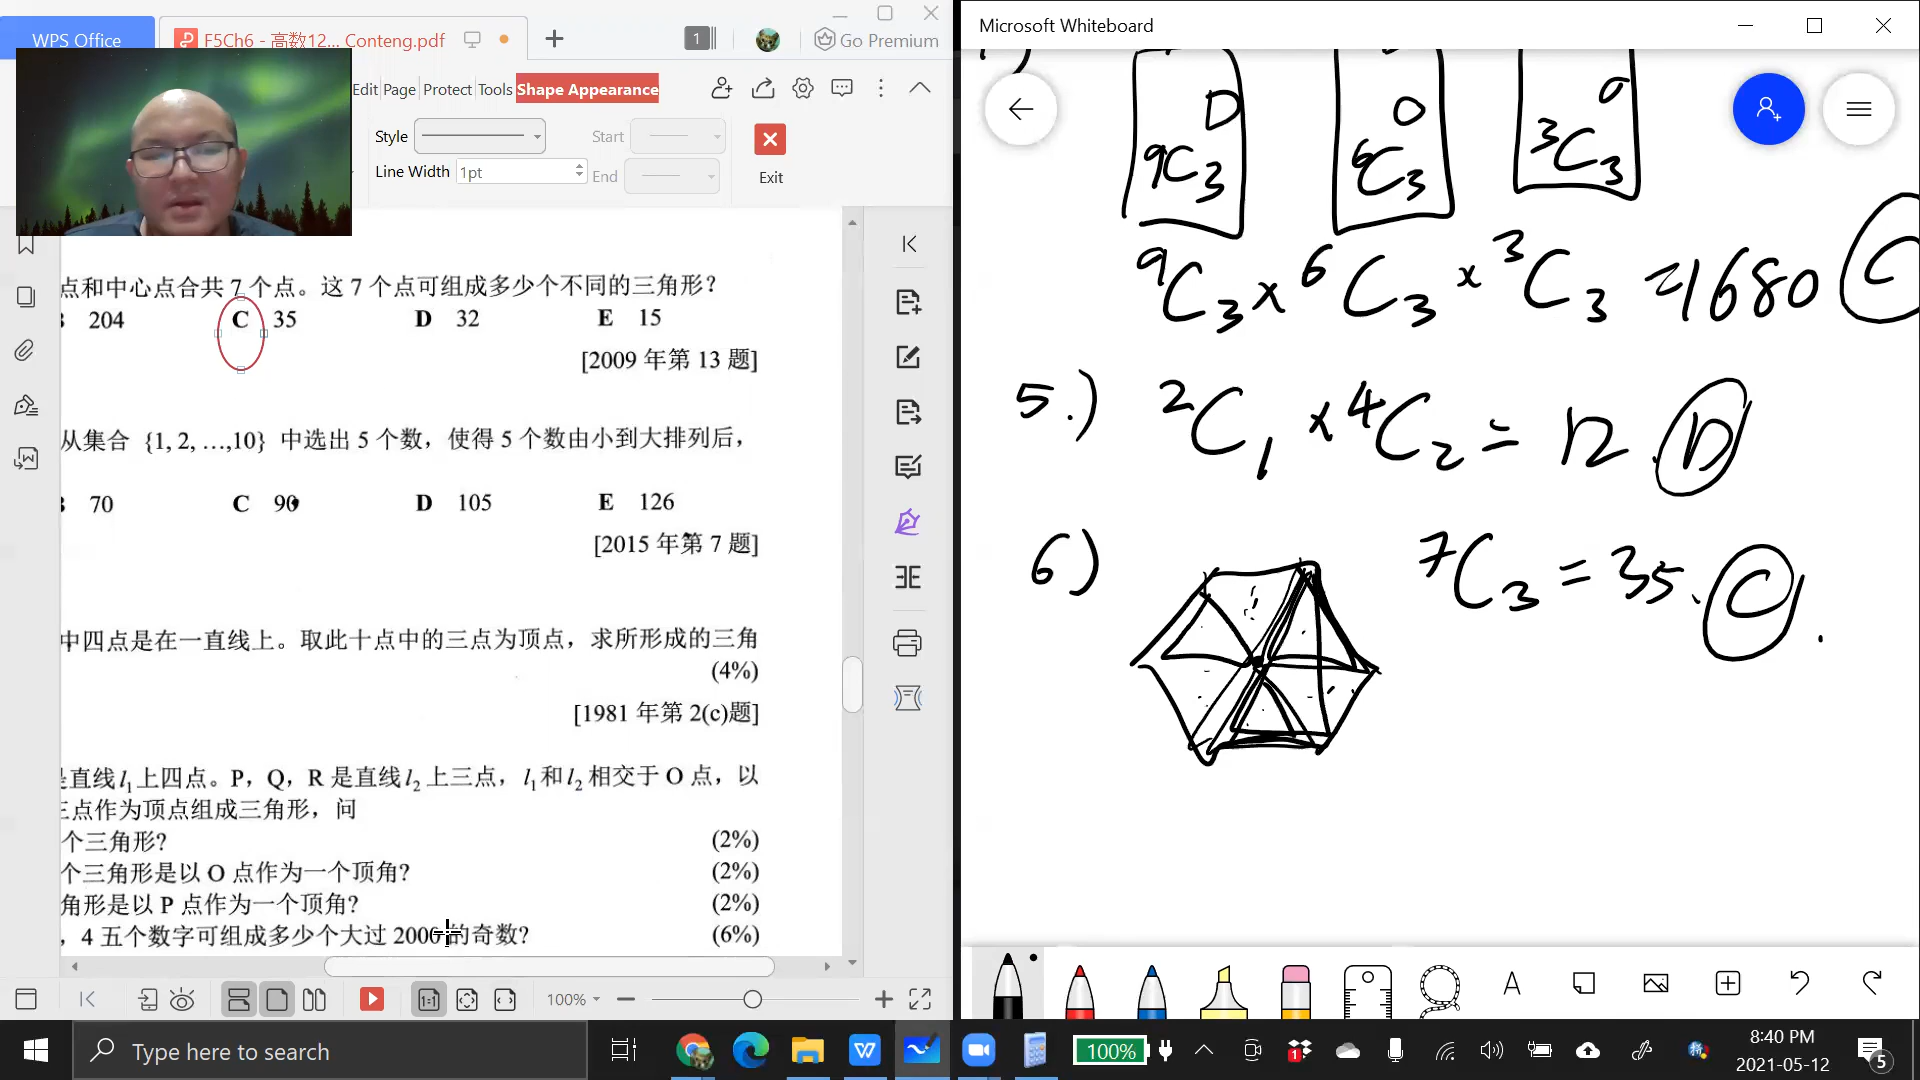 WPS Office
F5Ch6 - 高数12... Conteng.pdf
1
Go Premium
Edit Page Protect Tools Shape Appearance
Style
Start
Line Width 1pt
End
Exit
点和中心点合共 7 个点。这 7 个点可组成多少个不同的三角形?
204 C 35 D 32 E 15
[2009 年第 13 题]
从集合 {1, 2, …,10} 中选出 5 个数，使得 5 个数由小到大排列后，
70 C 90 D 105 E 126
[2015 年第 7 题]
中四点是在一直线上。取此十点中的三点为顶点，求所形成的三角
(4%)
[1981 年第 2(c)题]
直线 l₁ 上四点。P，Q，R 是直线 l₂ 上三点，l₁ 和 l₂ 相交于 O 点，以
三点作为顶点组成三角形，问
个三角形? (2%)
个三角形是以 O 点作为一个顶角? (2%)
角形是以 P 点作为一个顶角? (2%)
，4 五个数字可组成多少个大过 2000 的奇数? (6%)
100%
Microsoft Whiteboard
⁹C₃ ⁶C₃ ³C₃
⁹C₃ × ⁶C₃ × ³C₃ = 1680 C
5.) ²C₁ × ⁴C₂ = 12. D
6) ⁷C₃ = 35. C.
Type here to search
100%
1
8:40 PM
2021-05-12
5